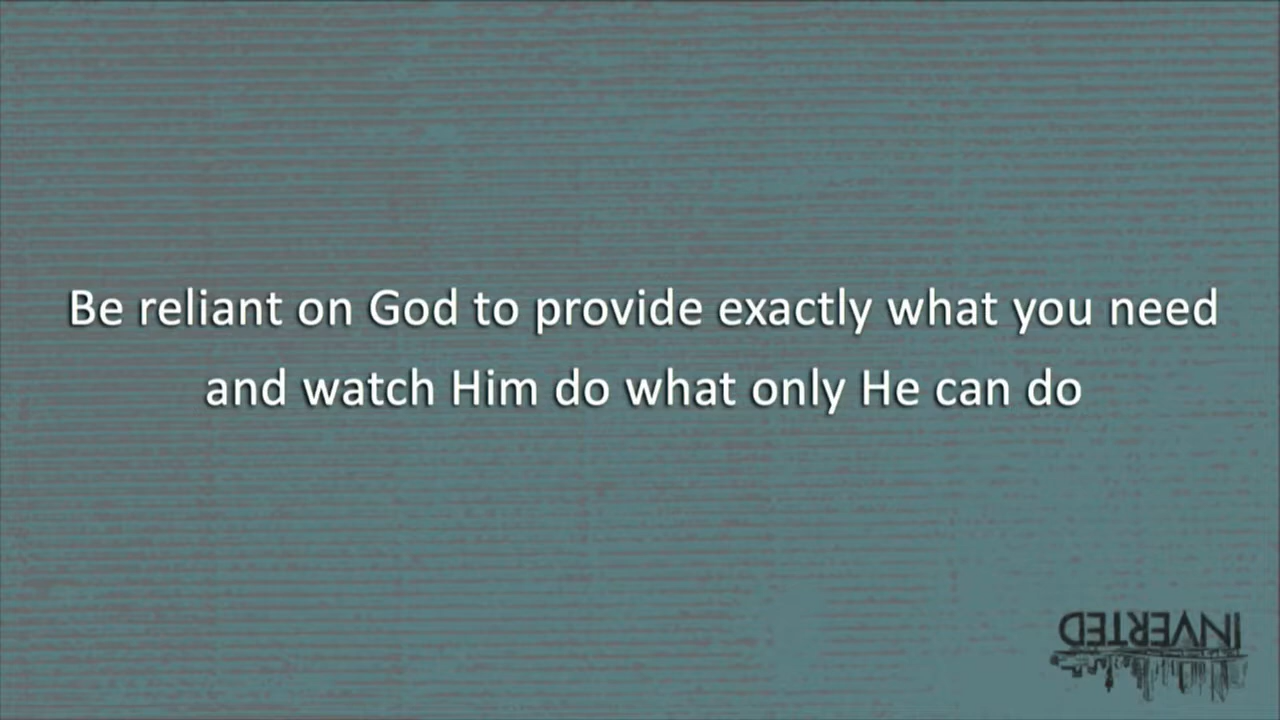 Be reliant on God to provide exactly what you need
and watch Him do what only He can do
INVERTED